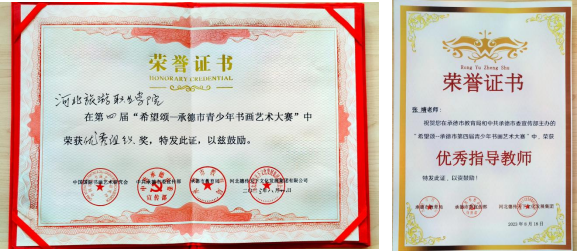 荣誉证书
HONORARY CREDENTIAL
河北旅游职业学院
在第四届“希望颂—承德市青少年书画艺术大赛”中
荣获优秀组织奖，特发此证，以兹鼓励。
宣传部
Rong Yu Zheng Shu
荣誉证书
老师：
祝贺您在承德市教育局和中共承德市委宣传部主办的
“希望颂—承德市第四届青少年书画艺术大赛”中，荣获
优秀指导教师
特发此证，以资鼓励！